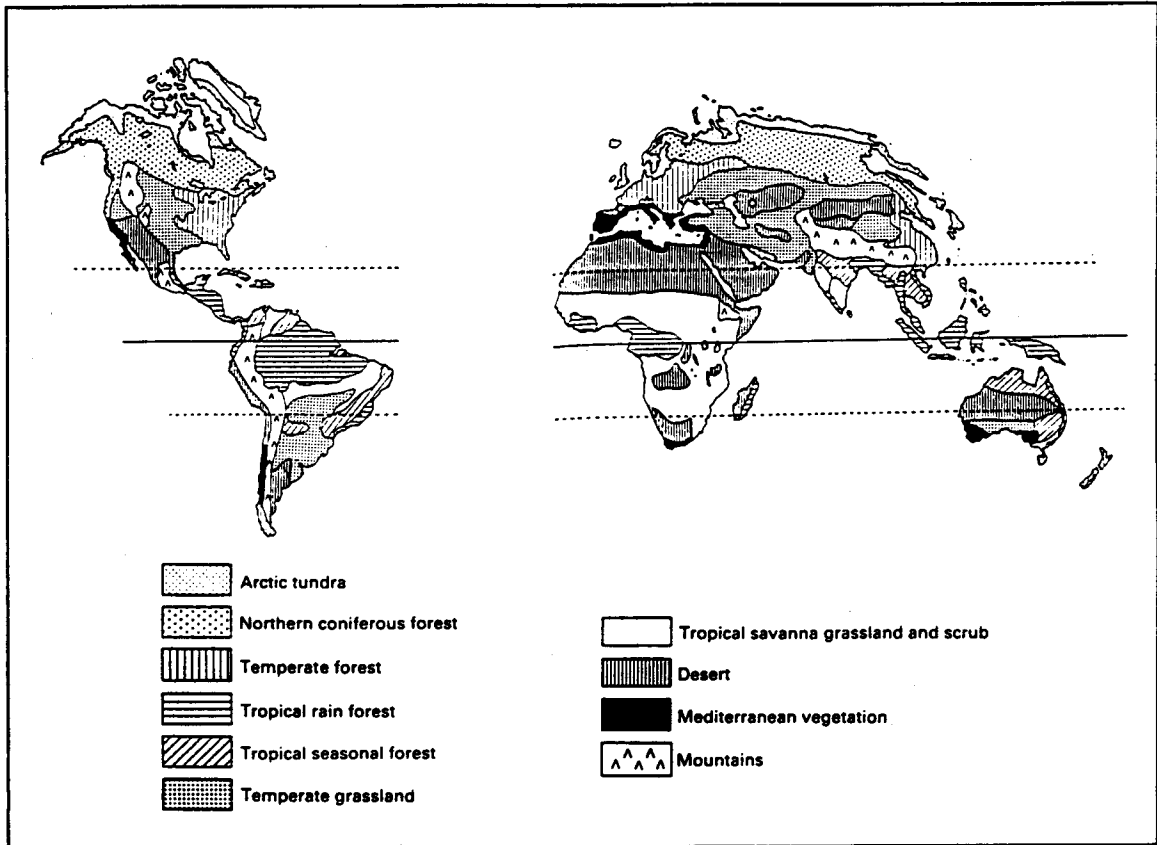 Arctic tundra
Northern coniferous forest
Temperate forest
Tropical rain forest
Tropical seasonal forest
Temperate grassland
Tropical savanna grassland and scrub
Desert
Mediterranean vegetation
Mountains